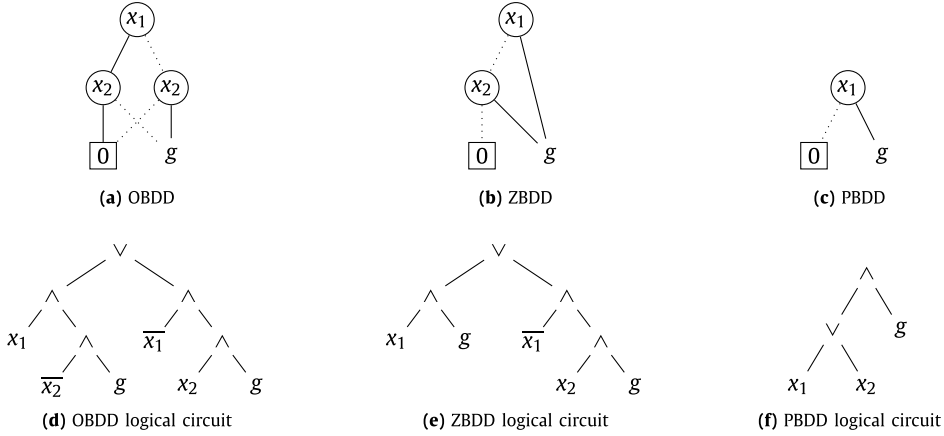 x₁ x₁
x₂ x₂ x₂ x₁
0 g 0 g 0 g
(a) OBDD (b) ZBDD (c) PBDD
∨ ∨
∧ ∧ ∧ ∧ ∧
x₁ ∧ x̅₁ ∧ x₁ g x̅₁ ∧ ∨ g
x̅₂ g x₂ g x₂ g x₁ x₂
(d) OBDD logical circuit (e) ZBDD logical circuit (f) PBDD logical circuit